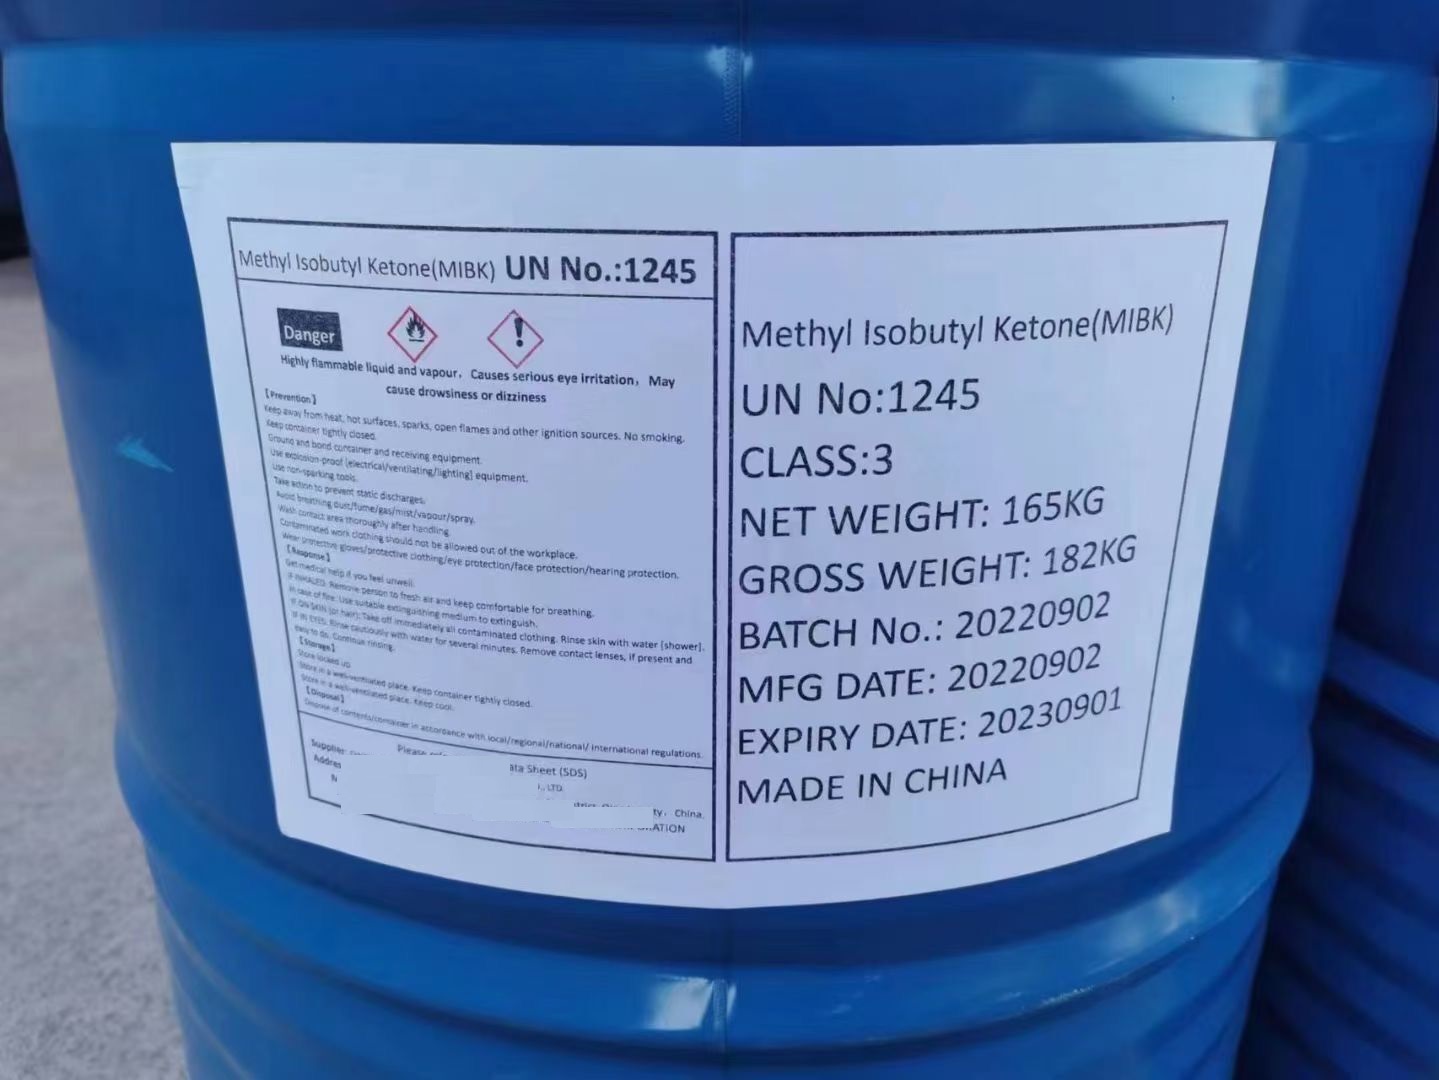 Methyl Isobutyl Ketone(MIBK) UN No.:1245
Danger
Highly flammable liquid and vapour, Causes serious eye irritation, May
cause drowsiness or dizziness
【Prevention】
Keep away from heat, hot surfaces, sparks, open flames and other ignition sources. No smoking.
Keep container tightly closed.
Ground and bond container and receiving equipment.
Use explosion-proof [electrical/ventilating/lighting] equipment.
Use non-sparking tools.
Take action to prevent static discharges.
Avoid breathing dust/fume/gas/mist/vapour/spray.
Wash contact area thoroughly after handling.
Contaminated work clothing should not be allowed out of the workplace.
Wear protective gloves/protective clothing/eye protection/face protection/hearing protection.
【Response】
Get medical help if you feel unwell.
IF INHALED: Remove person to fresh air and keep comfortable for breathing.
In case of fire: Use suitable extinguishing medium to extinguish.
IF ON SKIN (or hair): Take off immediately all contaminated clothing. Rinse skin with water [shower].
IF IN EYES: Rinse cautiously with water for several minutes. Remove contact lenses, if present and
easy to do. Continue rinsing.
【Storage】
Store locked up.
Store in a well-ventilated place. Keep container tightly closed.
Store in a well-ventilated place. Keep cool.
【Disposal】
Dispose of contents/container in accordance with local/regional/national/ international regulations.
Please ata Sheet (SDS)
Supplier: ., LTD.
Addres ty, China.
N ATION
Methyl Isobutyl Ketone(MIBK)
UN No:1245
CLASS:3
NET WEIGHT: 165KG
GROSS WEIGHT: 182KG
BATCH No.: 20220902
MFG DATE: 20220902
EXPIRY DATE: 20230901
MADE IN CHINA